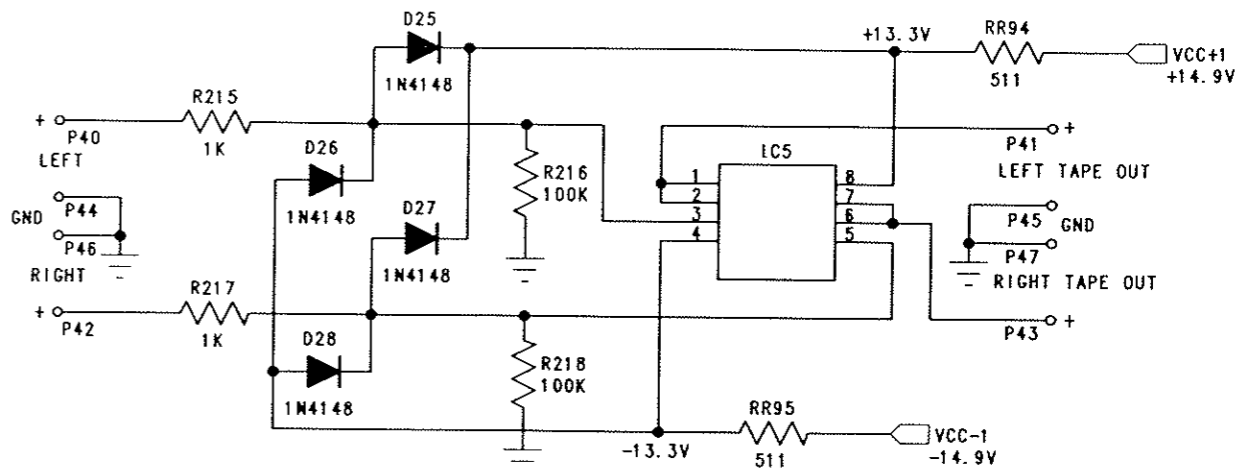 D25
1N4148
+13.3V
RR94
511
VCC+1
+14.9V
R215
1K
+ P40
LEFT
D26
1N4148
R216
100K
IC5
1
2
3
4
8
7
6
5
P41 +
LEFT TAPE OUT
P44
GND
P46
RIGHT
D27
1N4148
P45
GND
P47
RIGHT TAPE OUT
R217
1K
+ P42
P43 +
D28
1N4148
R218
100K
-13.3V
RR95
511
VCC-1
-14.9V